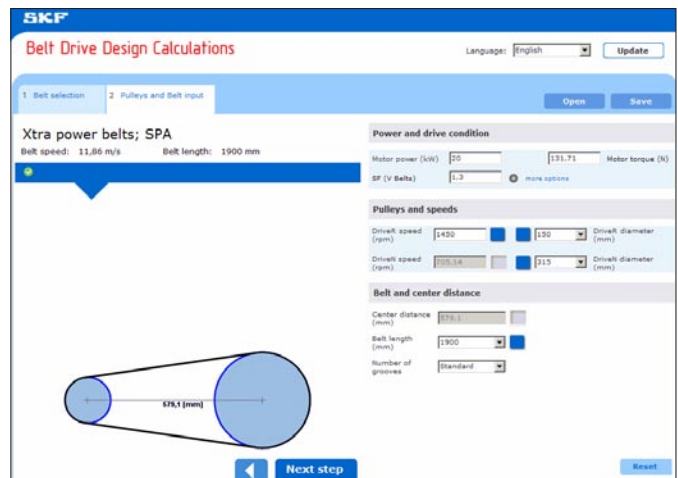 SKF
Belt Drive Design Calculations
Language: English Update
1 Belt selection 2 Pulleys and Belt input Open Save
Xtra power belts; SPA
Belt speed: 11,86 m/s Belt length: 1900 mm
Power and drive condition
Motor power (kW) 20 131.71 Motor torque (N)
SF (V Belts) 1.3 more options
Pulleys and speeds
DriveR speed (rpm) 1450 150 DriveR diameter (mm)
DriveN speed (rpm) 705.14 315 DriveN diameter (mm)
Belt and center distance
Center distance (mm) 579.1
Belt length (mm) 1900
Number of grooves Standard
579,1 [mm]
Next step
Reset